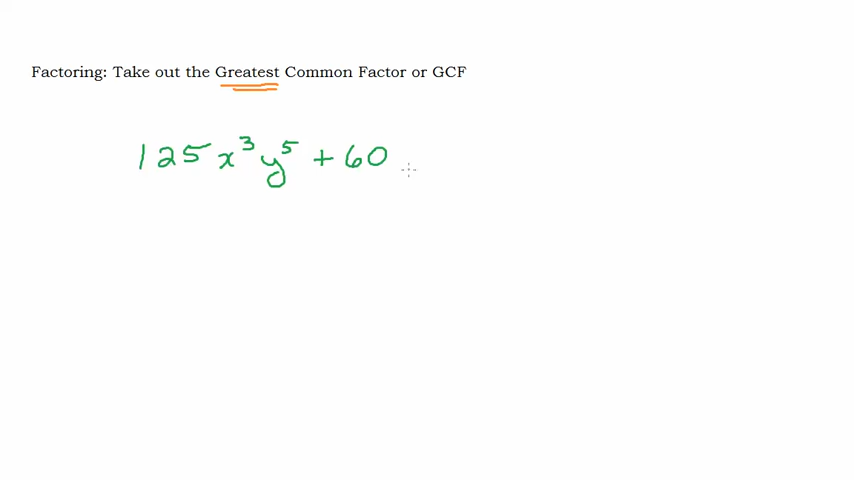 Factoring: Take out the Greatest Common Factor or GCF
125x³y⁵ + 60